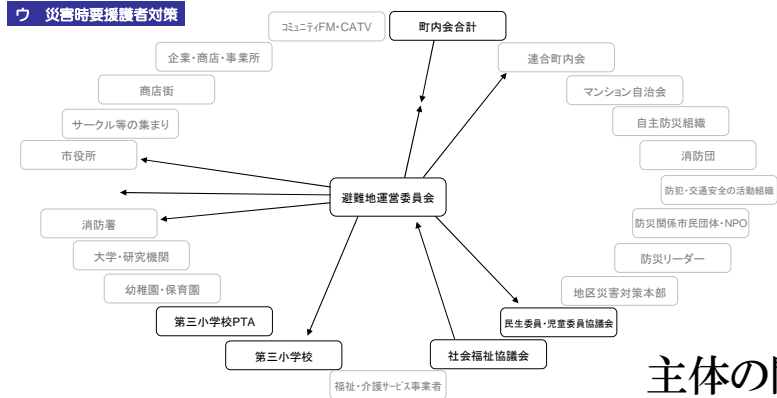 ウ 災害時要援護者対策
コミュニティFM・CATV
町内会合計
企業・商店・事業所
連合町内会
商店街
マンション自治会
サークル等の集まり
自主防災組織
市役所
消防団
避難地運営委員会
防犯・交通安全の活動組織
消防署
防災関係市民団体・NPO
大学・研究機関
防災リーダー
幼稚園・保育園
地区災害対策本部
第三小学校PTA
民生委員・児童委員協議会
第三小学校
社会福祉協議会
福祉・介護サービス事業者
主体の